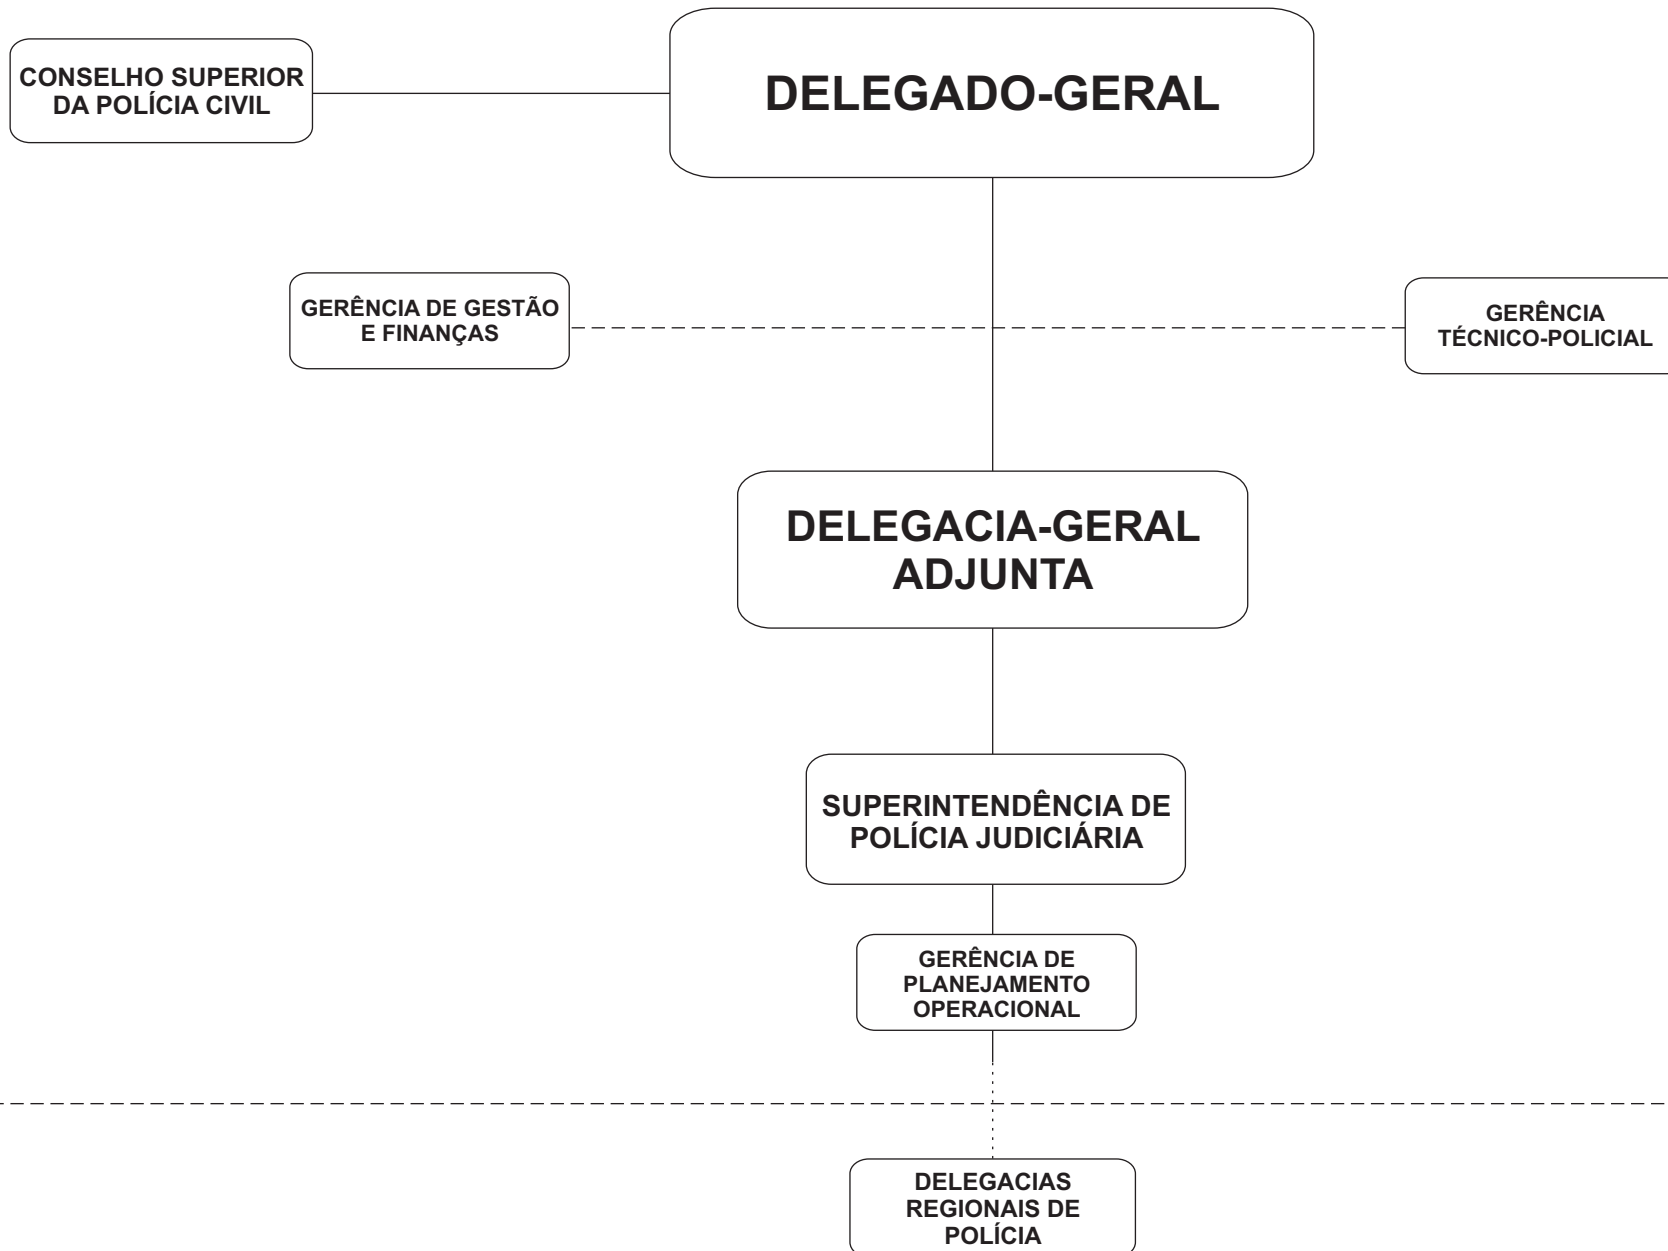 CONSELHO SUPERIOR
DA POLÍCIA CIVIL
DELEGADO-GERAL
GERÊNCIA DE GESTÃO
E FINANÇAS
GERÊNCIA
TÉCNICO-POLICIAL
DELEGACIA-GERAL
ADJUNTA
SUPERINTENDÊNCIA DE
POLÍCIA JUDICIÁRIA
GERÊNCIA DE
PLANEJAMENTO
OPERACIONAL
DELEGACIAS
REGIONAIS DE
POLÍCIA